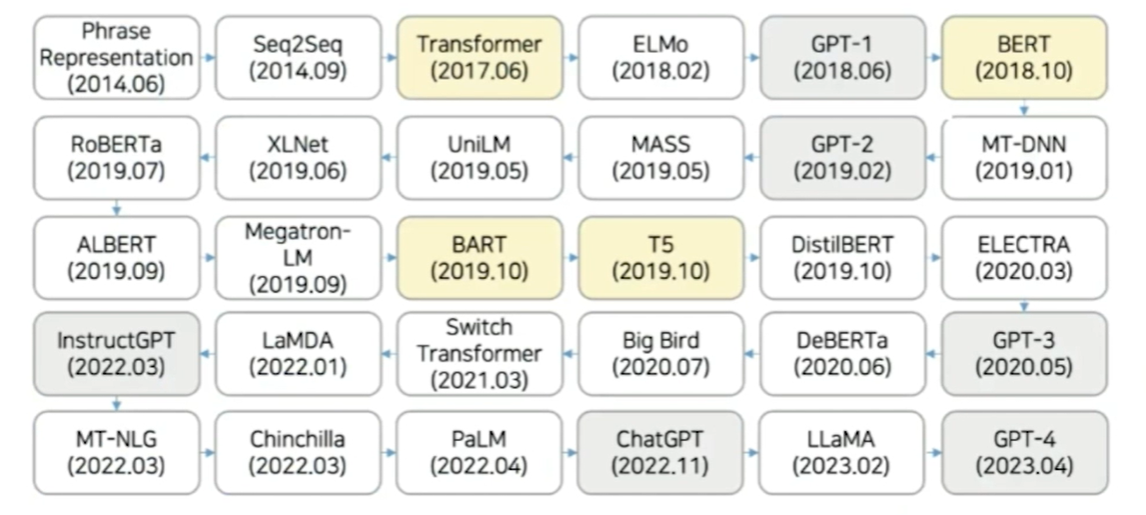 Phrase
Representation
(2014.06)
Seq2Seq
(2014.09)
Transformer
(2017.06)
ELMo
(2018.02)
GPT-1
(2018.06)
BERT
(2018.10)
RoBERTa
(2019.07)
XLNet
(2019.06)
UniLM
(2019.05)
MASS
(2019.05)
GPT-2
(2019.02)
MT-DNN
(2019.01)
ALBERT
(2019.09)
Megatron-
LM
(2019.09)
BART
(2019.10)
T5
(2019.10)
DistilBERT
(2019.10)
ELECTRA
(2020.03)
InstructGPT
(2022.03)
LaMDA
(2022.01)
Switch
Transformer
(2021.03)
Big Bird
(2020.07)
DeBERTa
(2020.06)
GPT-3
(2020.05)
MT-NLG
(2022.03)
Chinchilla
(2022.03)
PaLM
(2022.04)
ChatGPT
(2022.11)
LLaMA
(2023.02)
GPT-4
(2023.04)